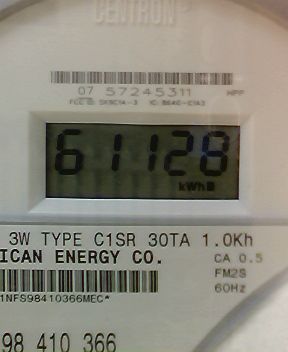 CENTRON®
07 57245311 HPP
61128
kWh
3W TYPE C1SR 30TA 1.0Kh
ICAN ENERGY CO. CA 0.5
FM2S
1NFS98410366MEC* 60Hz
98 410 366